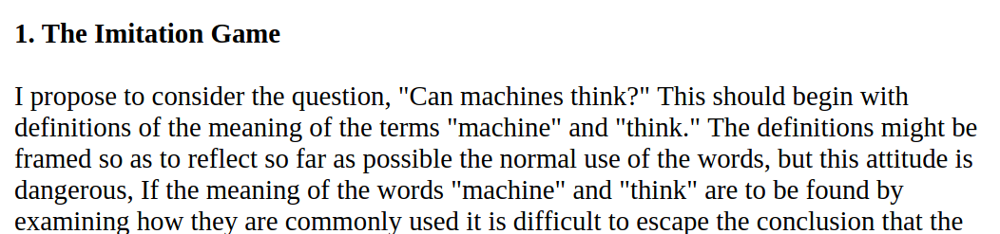 1. The Imitation Game
I propose to consider the question, "Can machines think?" This should begin with
definitions of the meaning of the terms "machine" and "think." The definitions might be
framed so as to reflect so far as possible the normal use of the words, but this attitude is
dangerous, If the meaning of the words "machine" and "think" are to be found by
examining how they are commonly used it is difficult to escape the conclusion that the